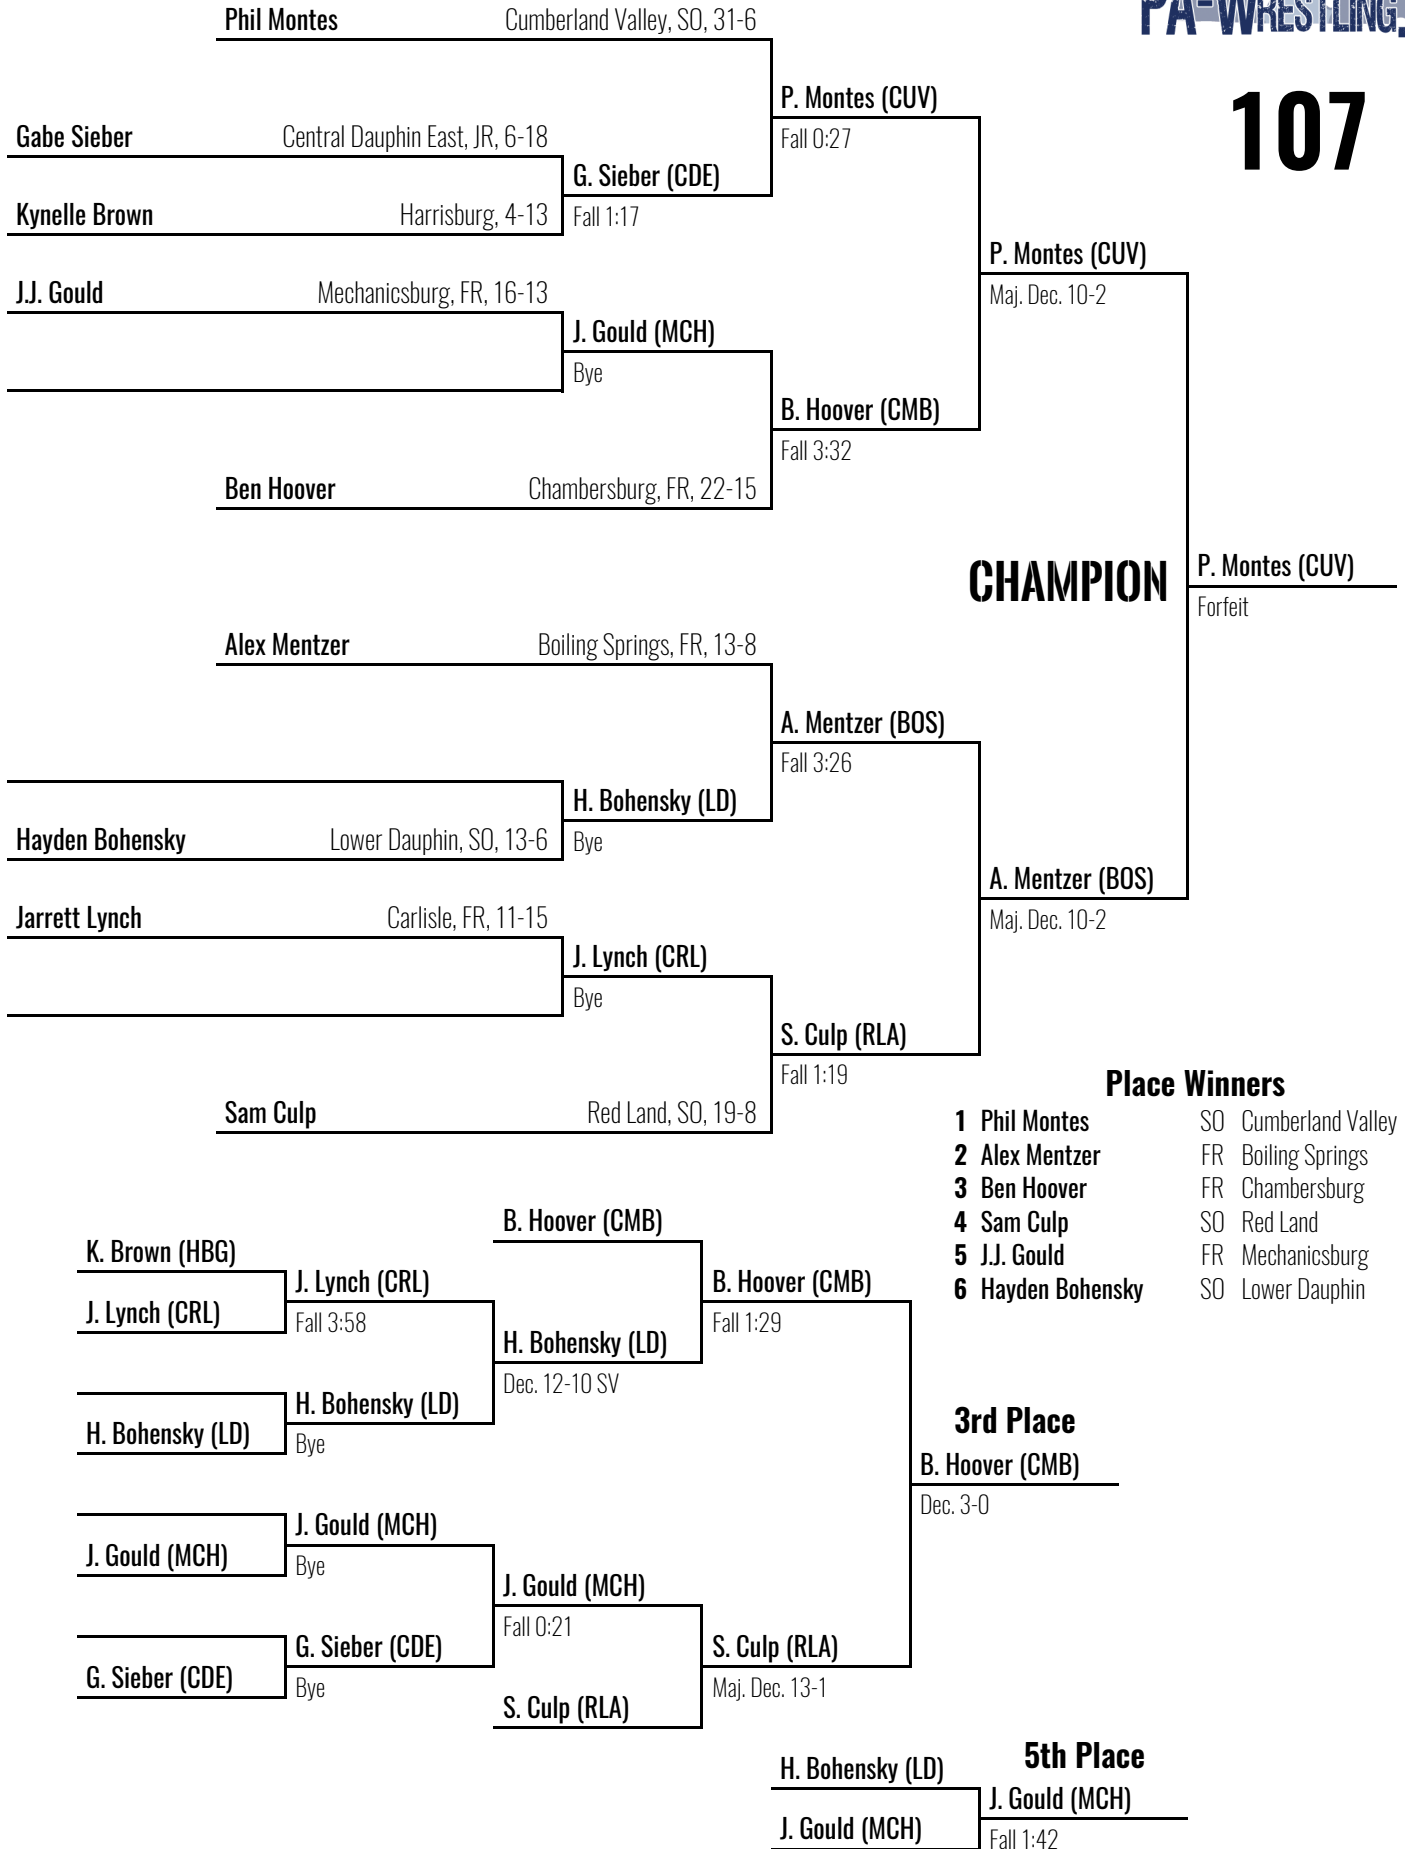 PA-WRESTLING.
107
Phil Montes Cumberland Valley, SO, 31-6
P. Montes (CUV)
Fall 0:27
Gabe Sieber Central Dauphin East, JR, 6-18
G. Sieber (CDE)
Fall 1:17
Kynelle Brown Harrisburg, 4-13
P. Montes (CUV)
Maj. Dec. 10-2
J.J. Gould Mechanicsburg, FR, 16-13
J. Gould (MCH)
Bye
B. Hoover (CMB)
Fall 3:32
Ben Hoover Chambersburg, FR, 22-15
CHAMPION
P. Montes (CUV)
Forfeit
Alex Mentzer Boiling Springs, FR, 13-8
A. Mentzer (BOS)
Fall 3:26
H. Bohensky (LD)
Bye
Hayden Bohensky Lower Dauphin, SO, 13-6
A. Mentzer (BOS)
Maj. Dec. 10-2
Jarrett Lynch Carlisle, FR, 11-15
J. Lynch (CRL)
Bye
S. Culp (RLA)
Fall 1:19
Sam Culp Red Land, SO, 19-8
Place Winners
1 Phil Montes SO Cumberland Valley
2 Alex Mentzer FR Boiling Springs
3 Ben Hoover FR Chambersburg
4 Sam Culp SO Red Land
5 J.J. Gould FR Mechanicsburg
6 Hayden Bohensky SO Lower Dauphin
B. Hoover (CMB)
K. Brown (HBG)
J. Lynch (CRL)
Fall 3:58
J. Lynch (CRL)
B. Hoover (CMB)
Fall 1:29
H. Bohensky (LD)
Dec. 12-10 SV
H. Bohensky (LD)
Bye
H. Bohensky (LD)
3rd Place
B. Hoover (CMB)
Dec. 3-0
J. Gould (MCH)
Bye
J. Gould (MCH)
J. Gould (MCH)
Fall 0:21
G. Sieber (CDE)
Bye
G. Sieber (CDE)
S. Culp (RLA)
Maj. Dec. 13-1
S. Culp (RLA)
5th Place
H. Bohensky (LD)
J. Gould (MCH)
Fall 1:42
J. Gould (MCH)